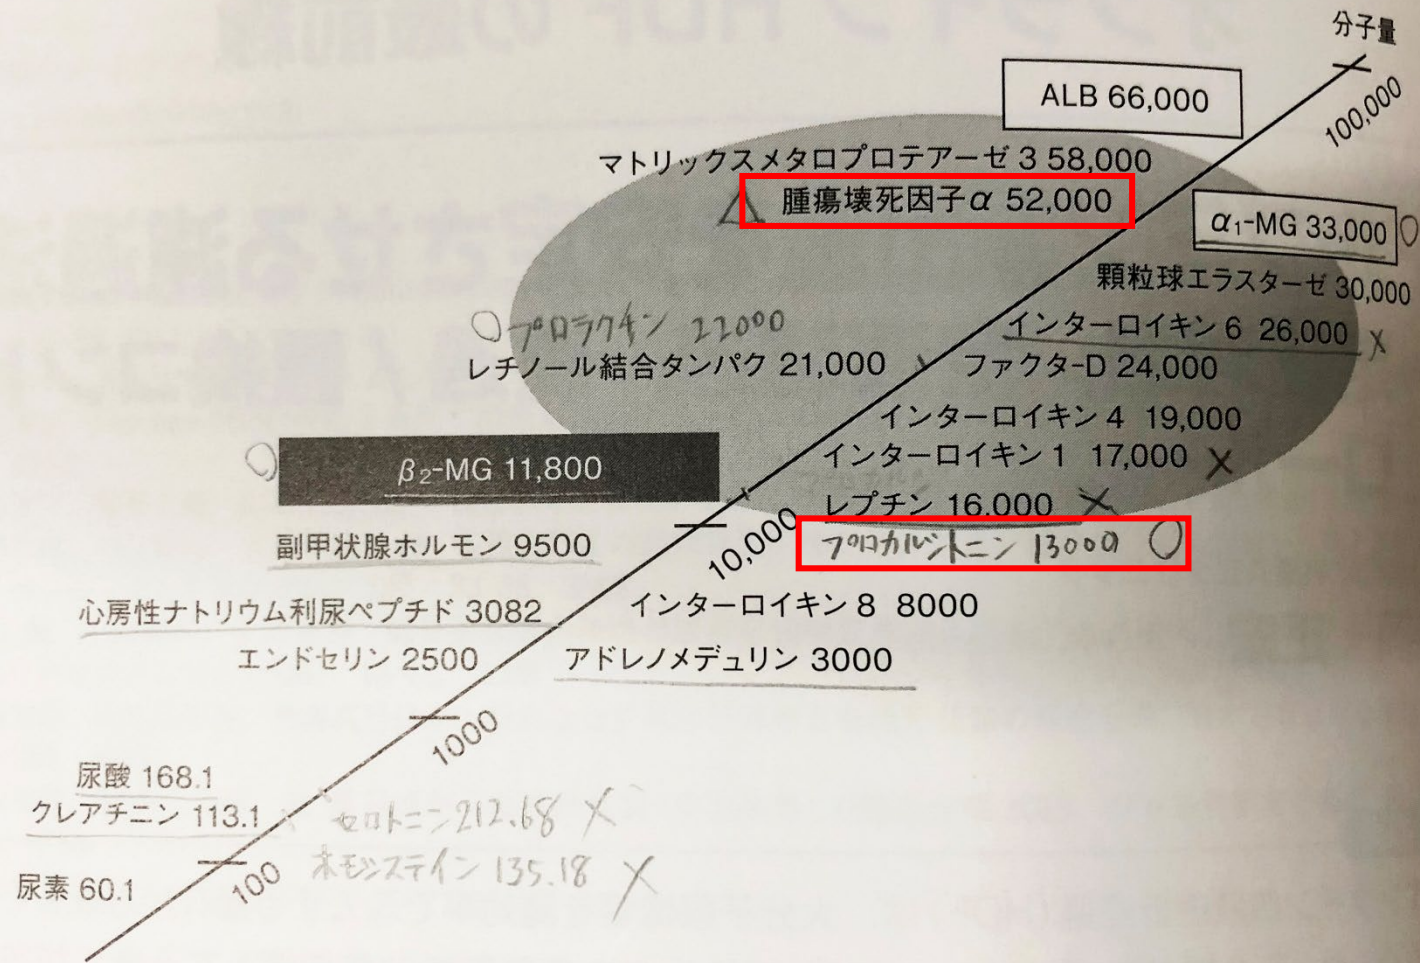 分子量
100,000
ALB 66,000
マトリックスメタロプロテアーゼ 3 58,000
△ 腫瘍壊死因子α 52,000
α₁-MG 33,000 ○
顆粒球エラスターゼ 30,000
○プロラクチン 22000
インターロイキン 6 26,000 ×
レチノール結合タンパク 21,000
ファクタ-D 24,000
インターロイキン 4 19,000
○ β₂-MG 11,800
インターロイキン 1 17,000 ×
レプチン 16,000 ×
10,000
プロカルシトニン 13000 ○
副甲状腺ホルモン 9500
心房性ナトリウム利尿ペプチド 3082
インターロイキン 8 8000
エンドセリン 2500
アドレノメデュリン 3000
1000
尿酸 168.1
クレアチニン 113.1
セロトニン 212.68 ×
ホモシステイン 135.18 ×
100
尿素 60.1